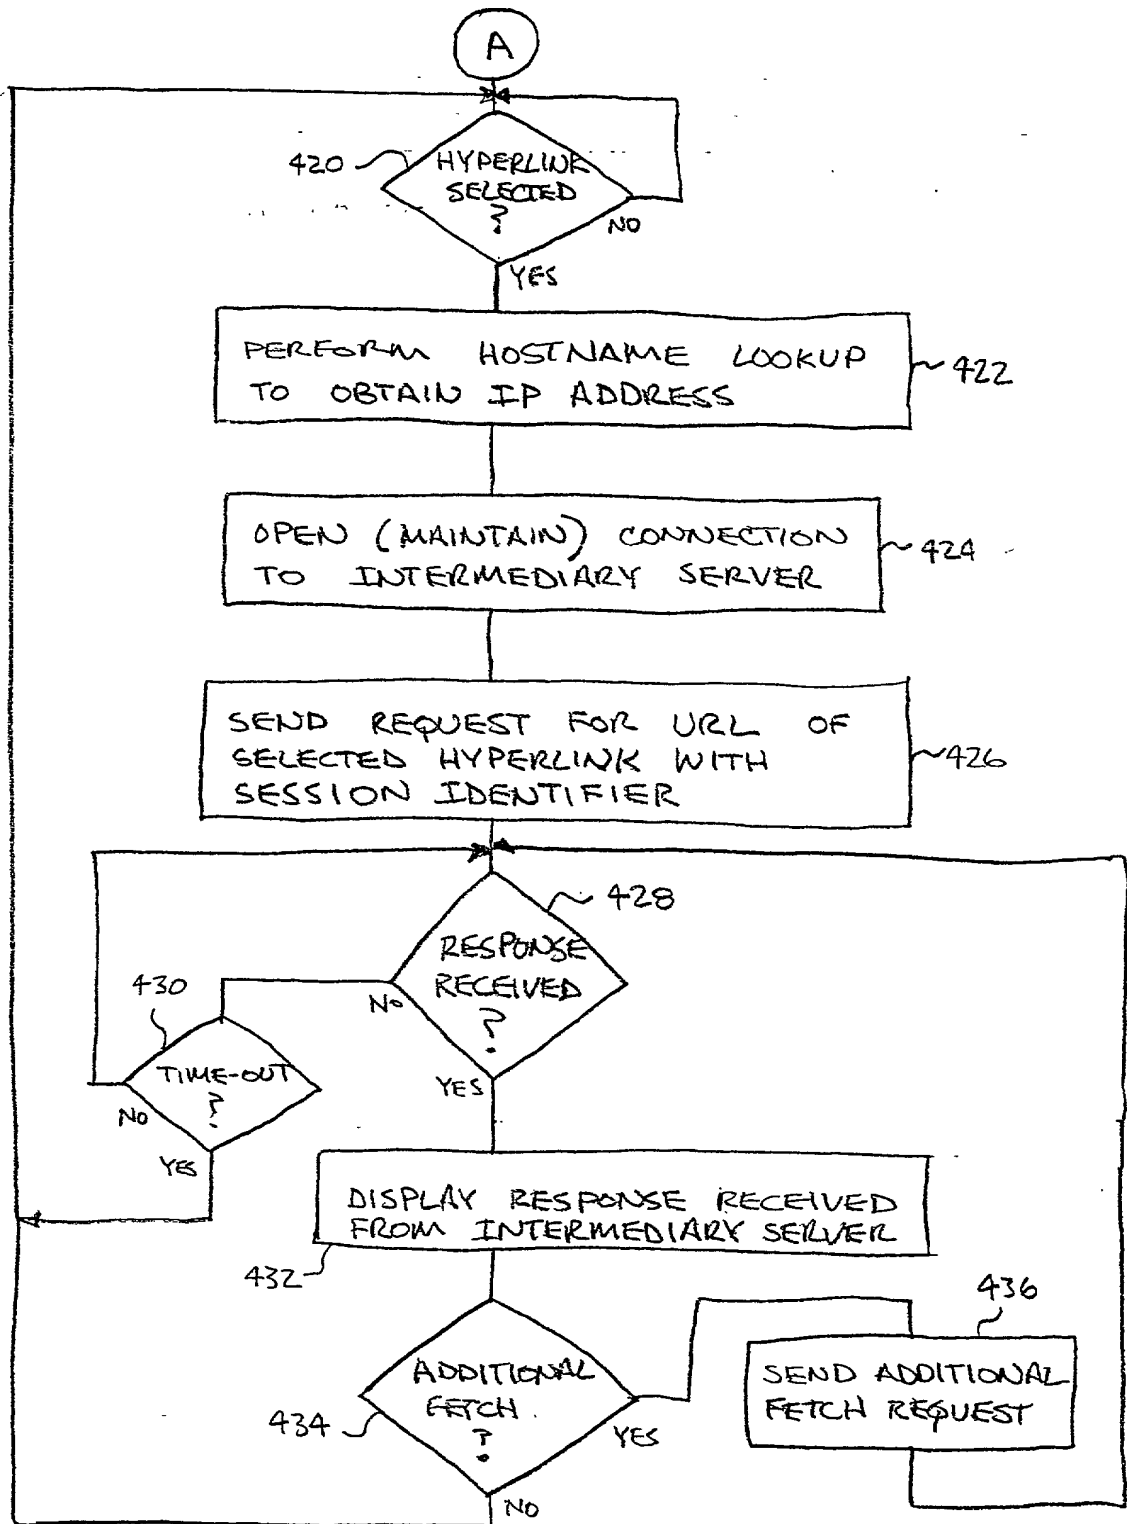 A
420
HYPERLINK
SELECTED
?
NO
YES
PERFORM HOSTNAME LOOKUP
TO OBTAIN IP ADDRESS
422
OPEN (MAINTAIN) CONNECTION
TO INTERMEDIARY SERVER
424
SEND REQUEST FOR URL OF
SELECTED HYPERLINK WITH
SESSION IDENTIFIER
426
428
RESPONSE
RECEIVED
?
NO
YES
430
TIME-OUT
?
NO
YES
DISPLAY RESPONSE RECEIVED
FROM INTERMEDIARY SERVER
432
ADDITIONAL
FETCH
?
434
YES
NO
436
SEND ADDITIONAL
FETCH REQUEST